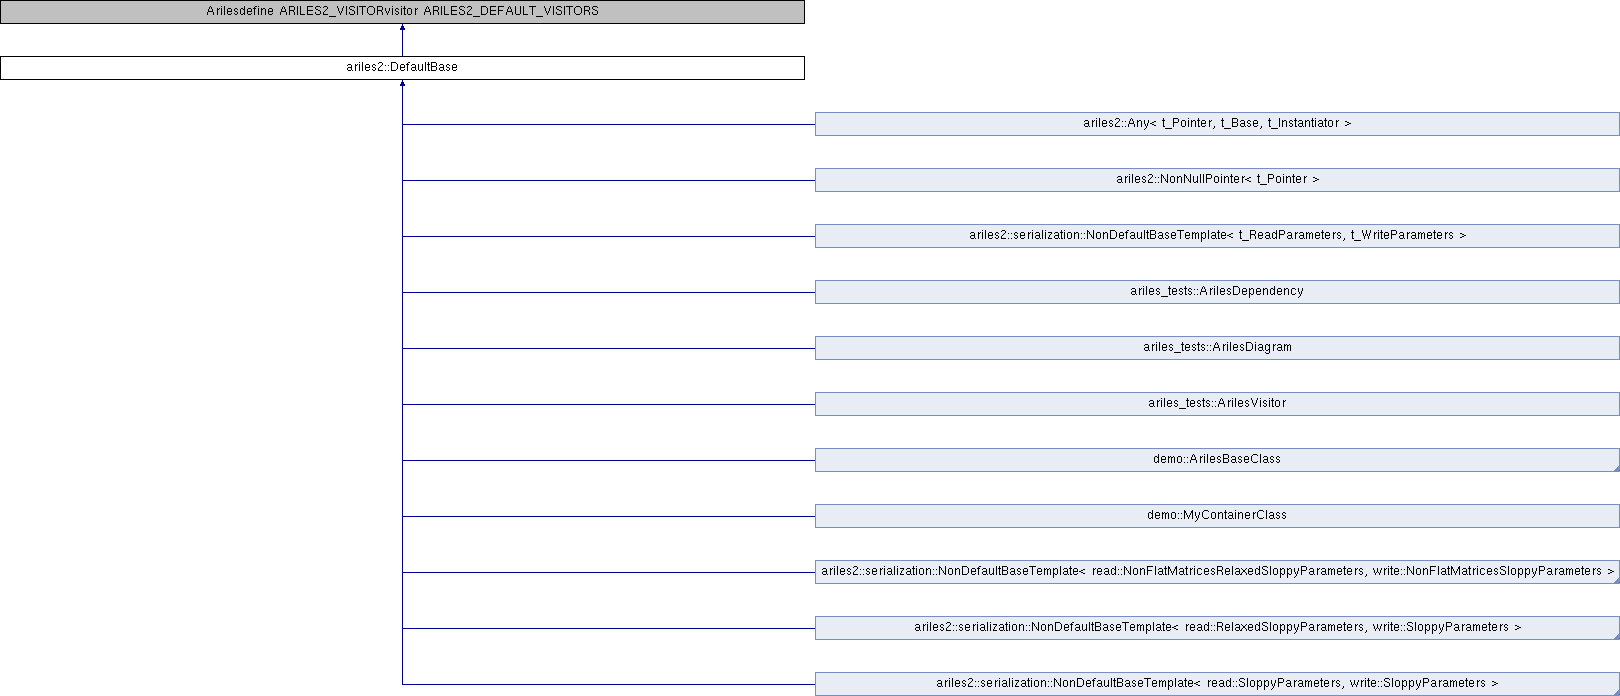 Arilesdefine ARILES2_VISITORvisitor ARILES2_DEFAULT_VISITORS
ariles2::DefaultBase
ariles2::Any< t_Pointer, t_Base, t_Instantiator >
ariles2::NonNullPointer< t_Pointer >
ariles2::serialization::NonDefaultBaseTemplate< t_ReadParameters, t_WriteParameters >
ariles_tests::ArilesDependency
ariles_tests::ArilesDiagram
ariles_tests::ArilesVisitor
demo::ArilesBaseClass
demo::MyContainerClass
ariles2::serialization::NonDefaultBaseTemplate< read::NonFlatMatricesRelaxedSloppyParameters, write::NonFlatMatricesSloppyParameters >
ariles2::serialization::NonDefaultBaseTemplate< read::RelaxedSloppyParameters, write::SloppyParameters >
ariles2::serialization::NonDefaultBaseTemplate< read::SloppyParameters, write::SloppyParameters >